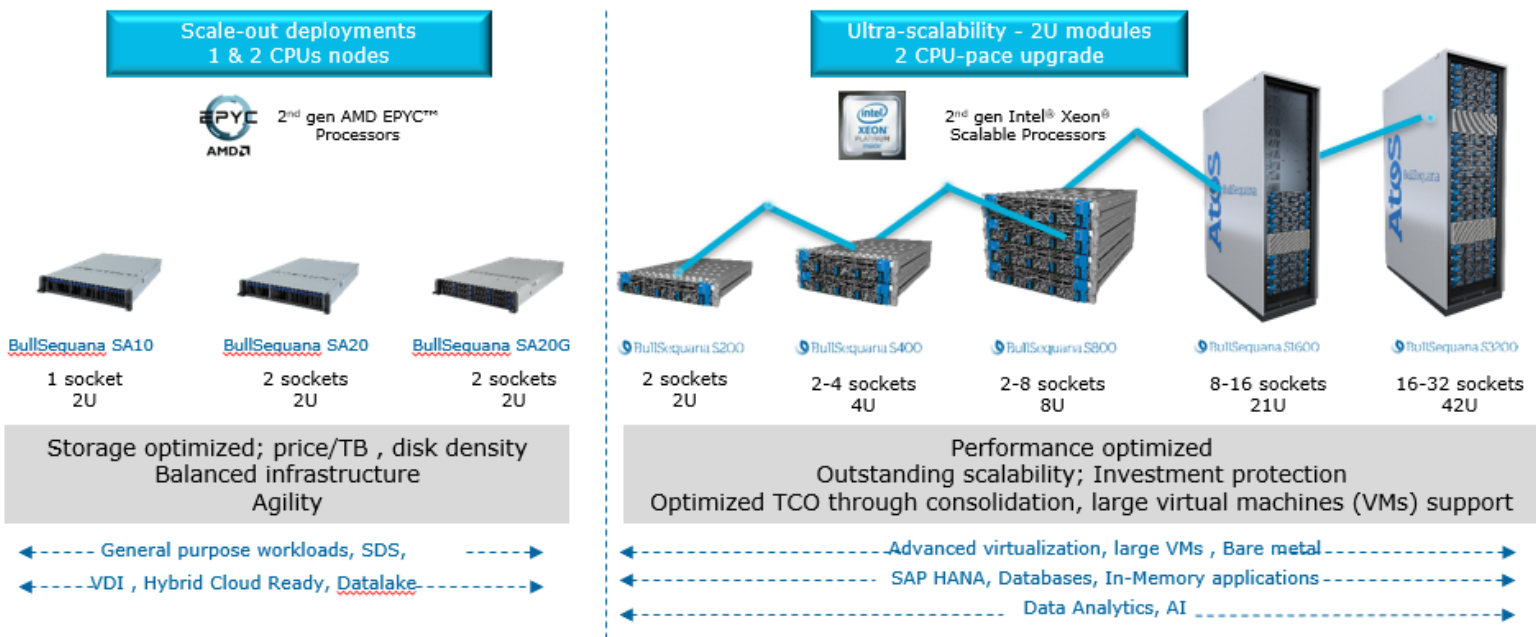 Scale-out deployments
1 & 2 CPUs nodes
EPYC
AMD
2nd gen AMD EPYC™
Processors
BullSequana SA10
1 socket
2U
BullSequana SA20
2 sockets
2U
BullSequana SA20G
2 sockets
2U
Storage optimized; price/TB , disk density
Balanced infrastructure
Agility
General purpose workloads, SDS,
VDI , Hybrid Cloud Ready, Datalake
Ultra-scalability - 2U modules
2 CPU-pace upgrade
intel
XEON
PLATINUM
inside
2nd gen Intel® Xeon®
Scalable Processors
Atos
BullSequana
Atos
BullSequana
BullSequana S200
2 sockets
2U
BullSequana S400
2-4 sockets
4U
BullSequana S800
2-8 sockets
8U
BullSequana S1600
8-16 sockets
21U
BullSequana S3200
16-32 sockets
42U
Performance optimized
Outstanding scalability; Investment protection
Optimized TCO through consolidation, large virtual machines (VMs) support
Advanced virtualization, large VMs , Bare metal
SAP HANA, Databases, In-Memory applications
Data Analytics, AI